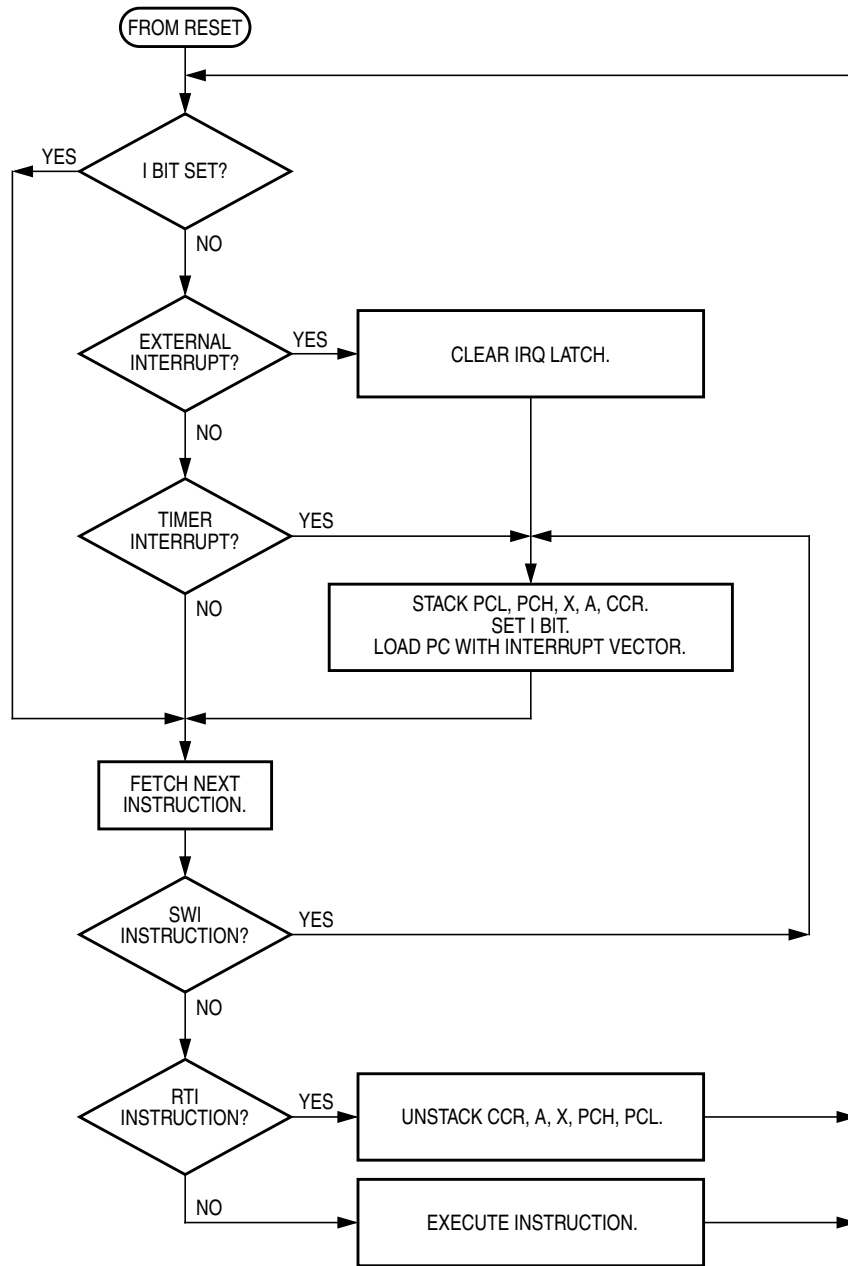 FROM RESET
I BIT SET?
YES
NO
EXTERNAL
INTERRUPT?
YES
CLEAR IRQ LATCH.
NO
TIMER
INTERRUPT?
YES
NO
STACK PCL, PCH, X, A, CCR.
SET I BIT.
LOAD PC WITH INTERRUPT VECTOR.
FETCH NEXT
INSTRUCTION.
SWI
INSTRUCTION?
YES
NO
RTI
INSTRUCTION?
YES
UNSTACK CCR, A, X, PCH, PCL.
NO
EXECUTE INSTRUCTION.